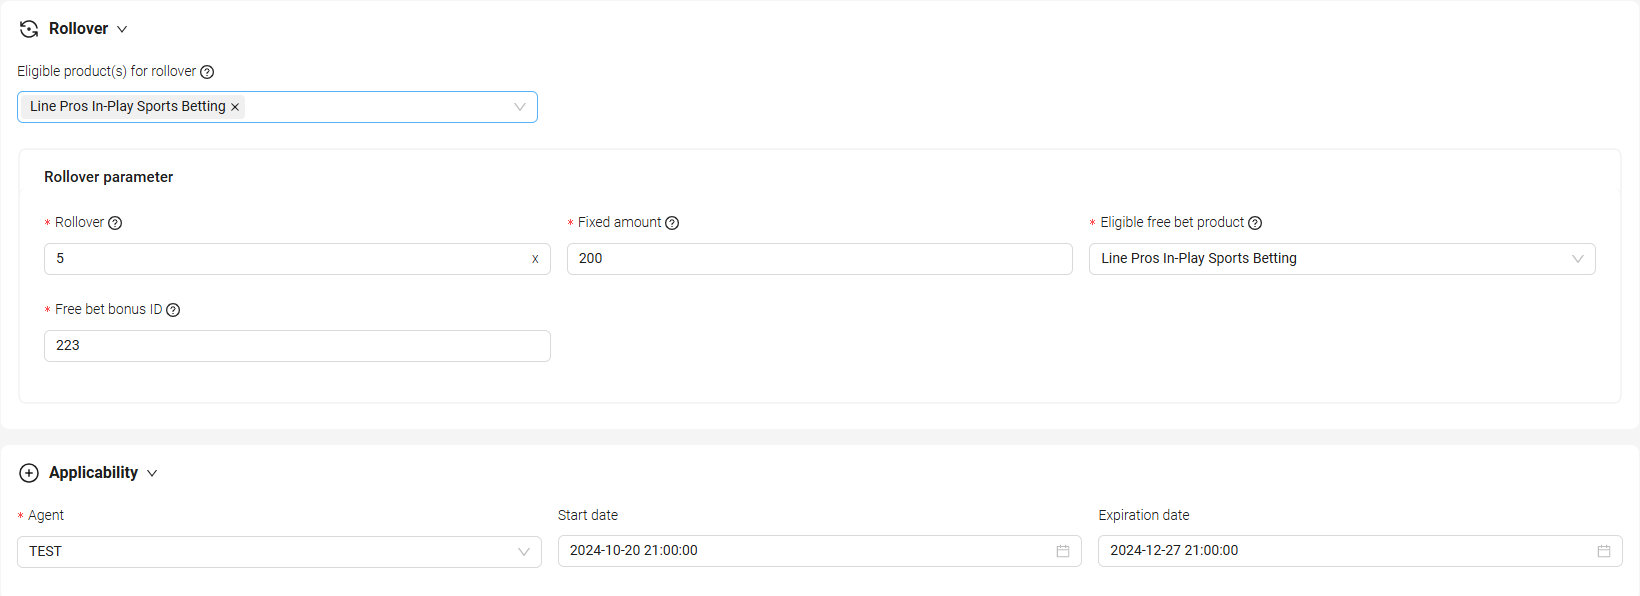 Rollover
Eligible product(s) for rollover
Line Pros In-Play Sports Betting
Rollover parameter
* Rollover
* Fixed amount
* Eligible free bet product
5 x
200
Line Pros In-Play Sports Betting
* Free bet bonus ID
223
Applicability
* Agent
Start date
Expiration date
TEST
2024-10-20 21:00:00
2024-12-27 21:00:00